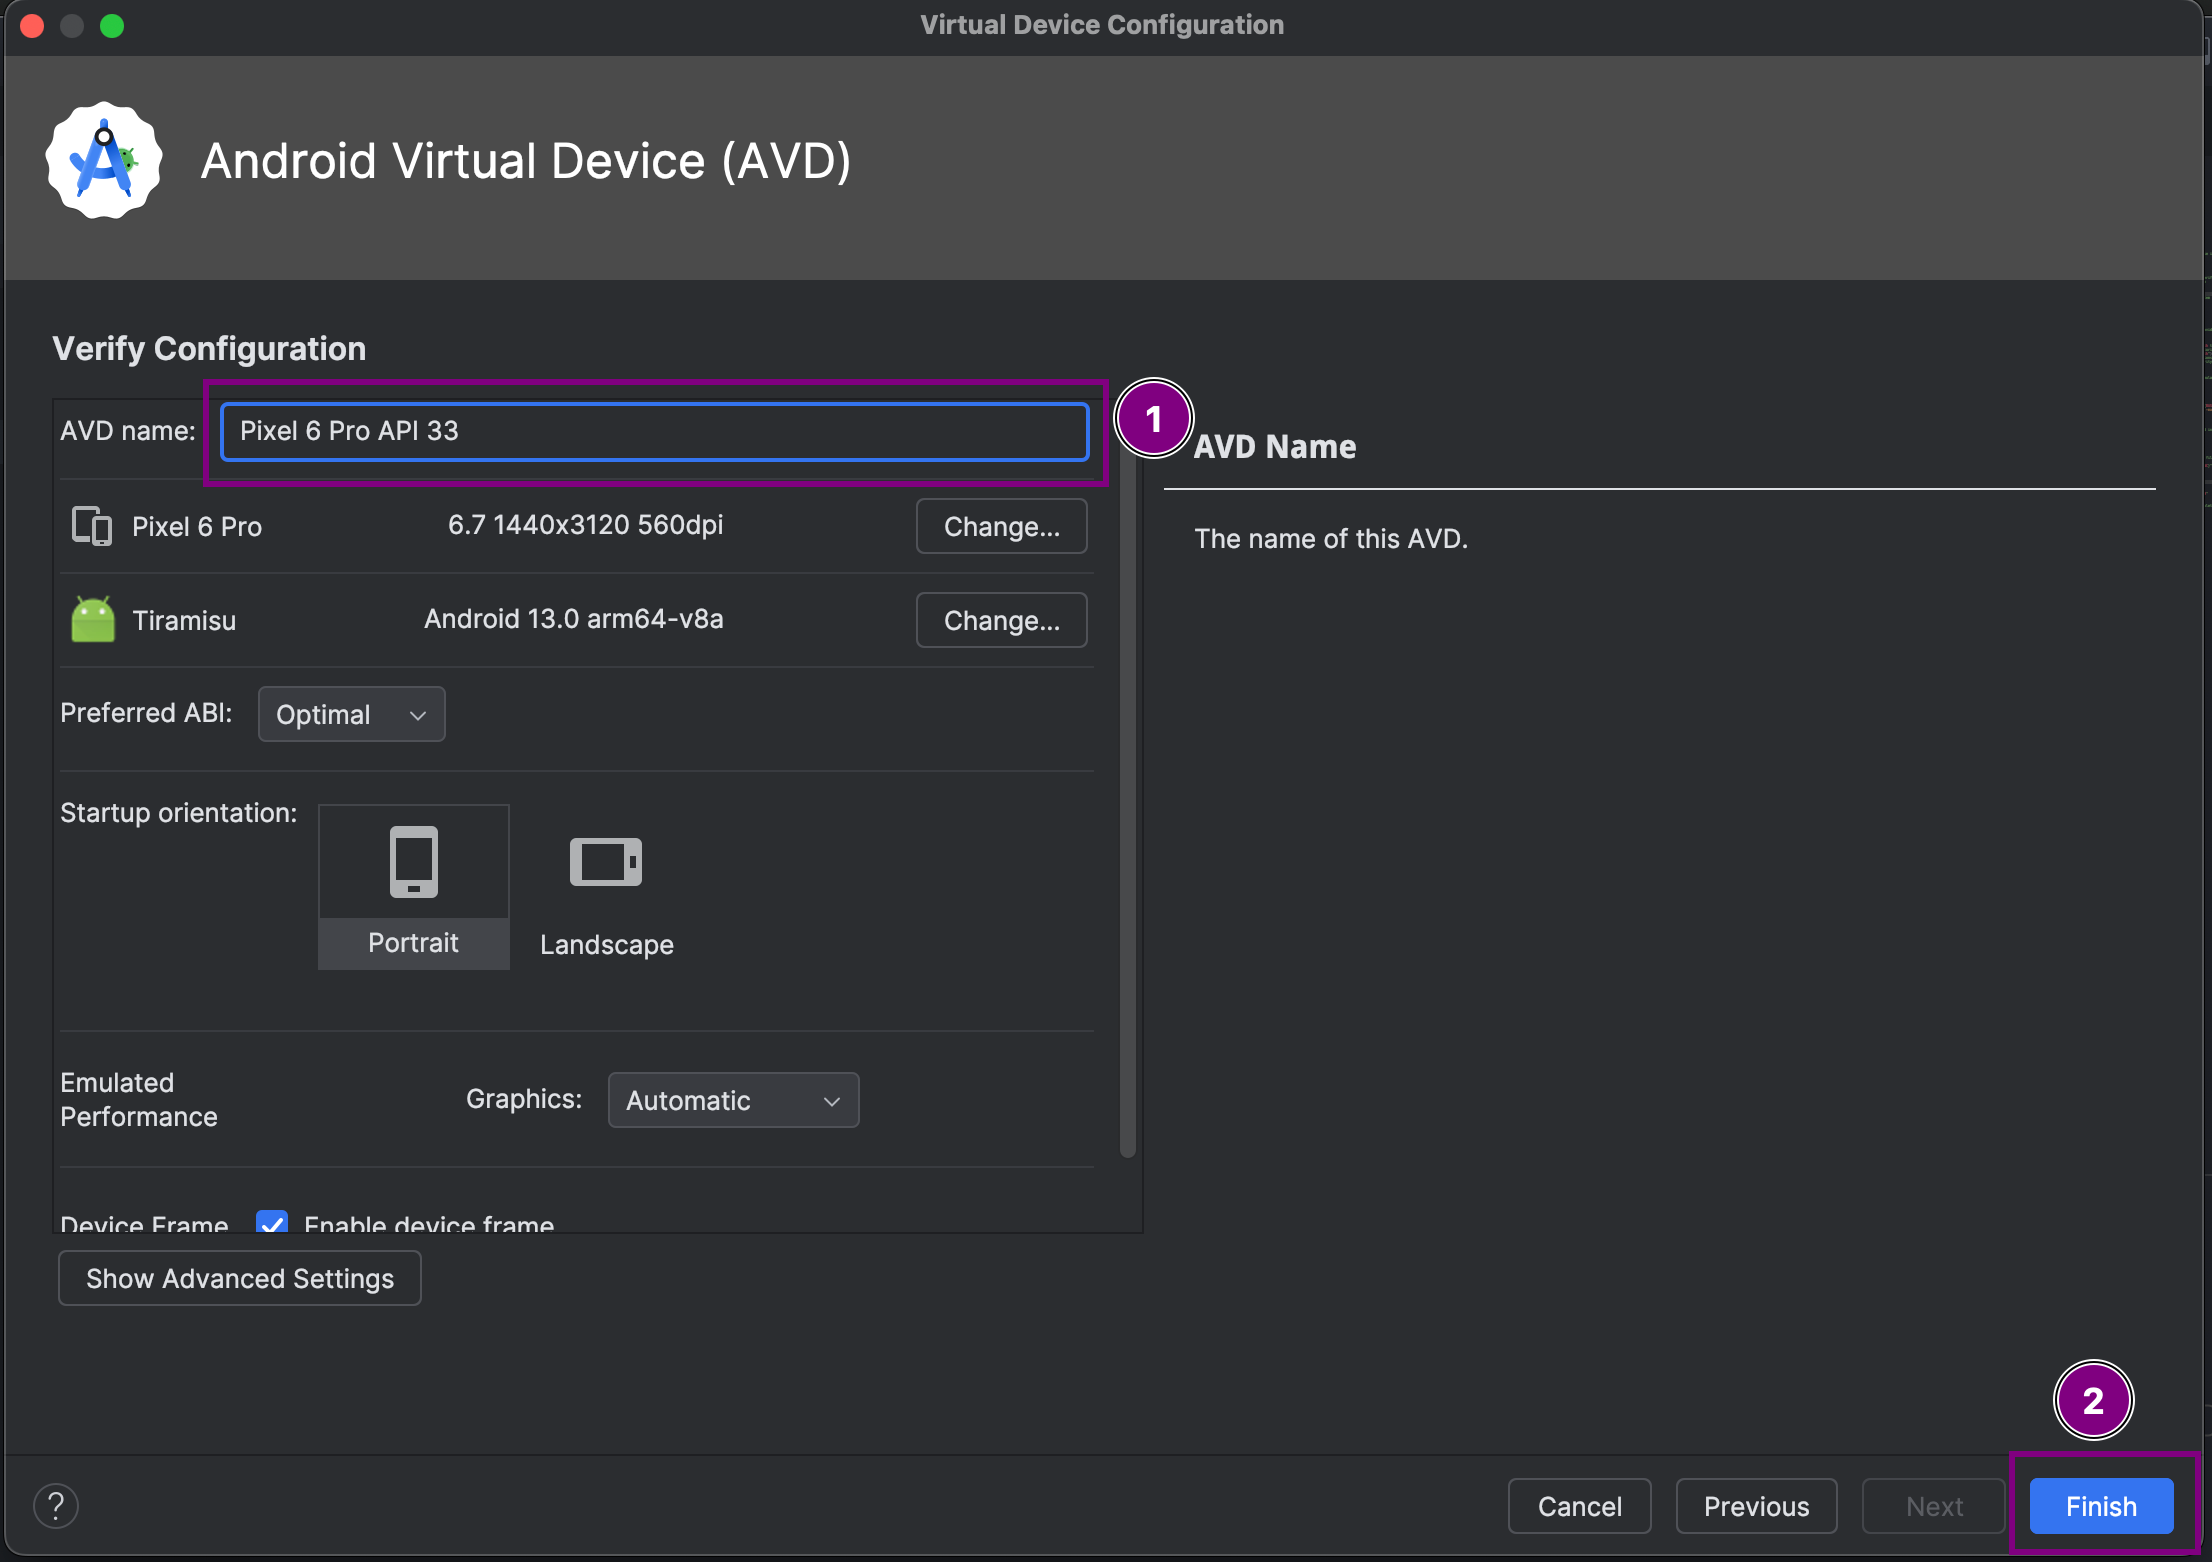 Virtual Device Configuration
Android Virtual Device (AVD)
Verify Configuration
AVD name: Pixel 6 Pro API 33
1
AVD Name
The name of this AVD.
Pixel 6 Pro 6.7 1440x3120 560dpi Change...
Tiramisu Android 13.0 arm64-v8a Change...
Preferred ABI: Optimal
Startup orientation:
Portrait Landscape
Emulated
Performance
Graphics: Automatic
Device Frame Enable device frame
Show Advanced Settings
2
? Cancel Previous Next Finish